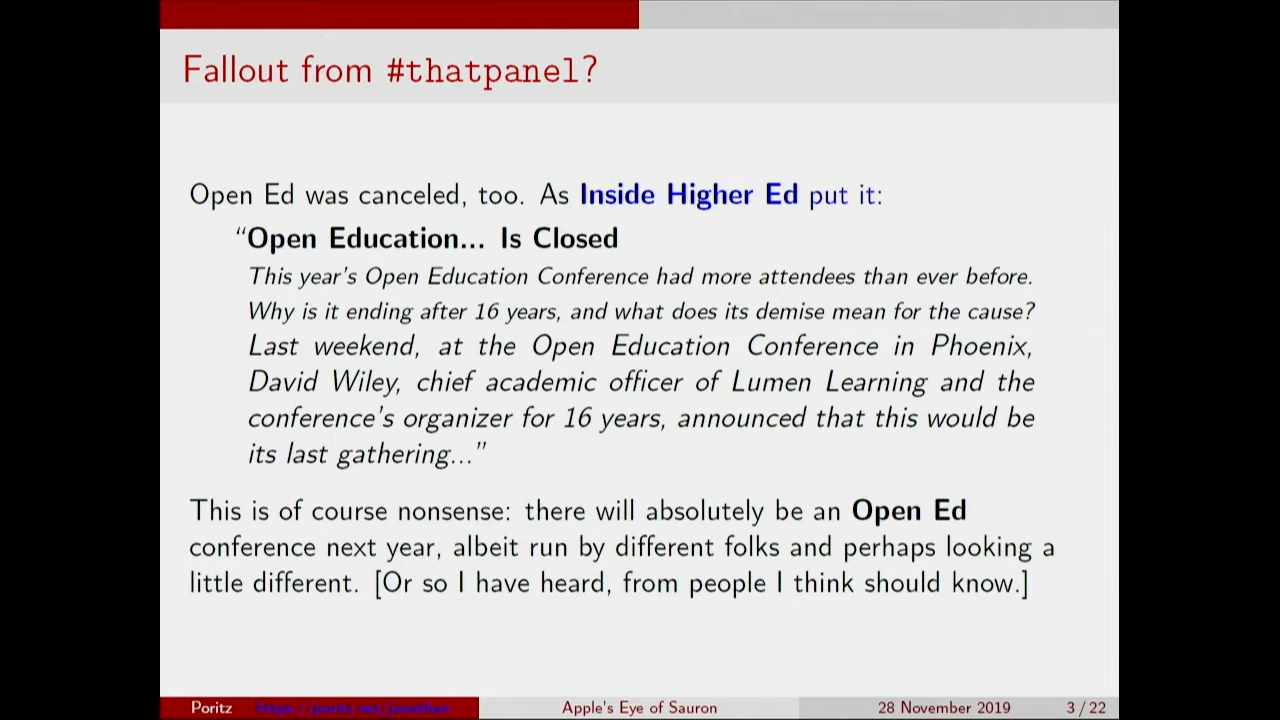 Fallout from #thatpanel?
Open Ed was canceled, too. As Inside Higher Ed put it:
“Open Education... Is Closed
This year's Open Education Conference had more attendees than ever before.
Why is it ending after 16 years, and what does its demise mean for the cause?
Last weekend, at the Open Education Conference in Phoenix,
David Wiley, chief academic officer of Lumen Learning and the
conference's organizer for 16 years, announced that this would be
its last gathering...”
This is of course nonsense: there will absolutely be an Open Ed
conference next year, albeit run by different folks and perhaps looking a
little different. [Or so I have heard, from people I think should know.]
Poritz https://poritz.net/jonathan Apple's Eye of Sauron 28 November 2019 3 / 22